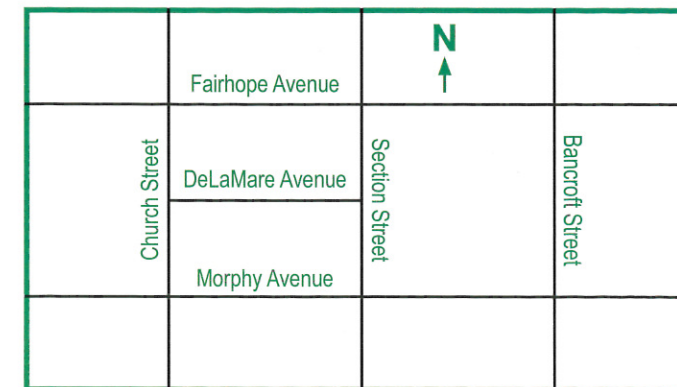 N
Fairhope Avenue
Church Street
DeLaMare Avenue
Section Street
Bancroft Street
Morphy Avenue